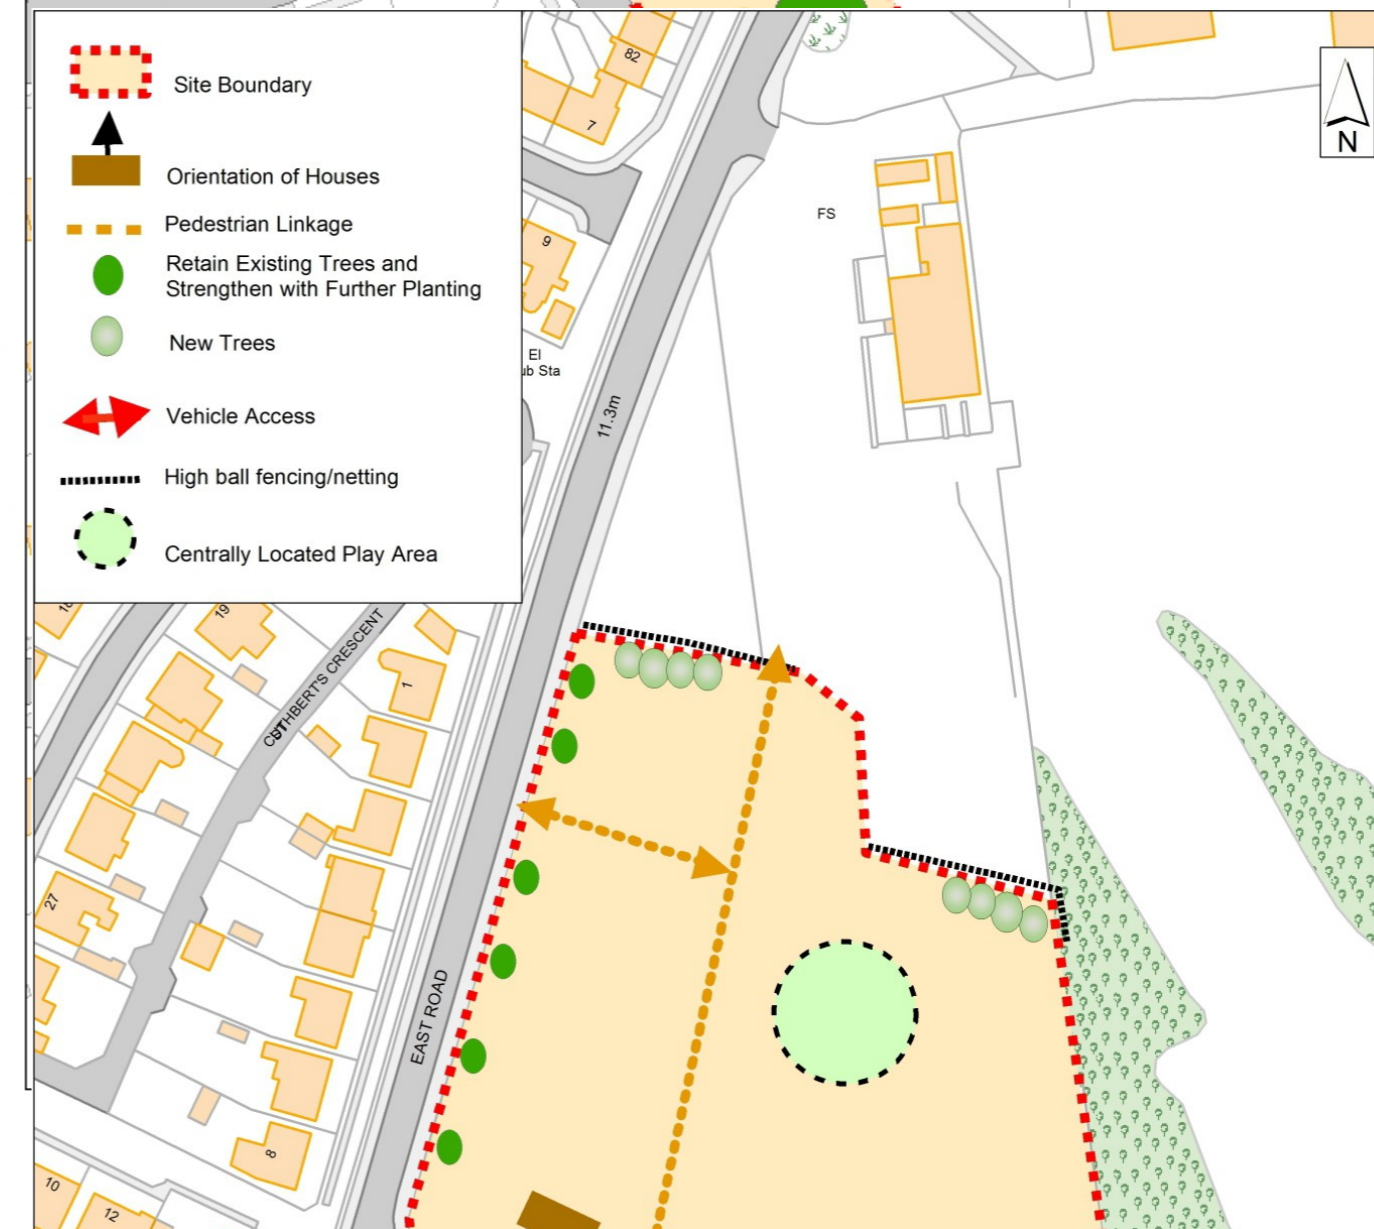 Site Boundary
Orientation of Houses
Pedestrian Linkage
Retain Existing Trees and
Strengthen with Further Planting
New Trees
Vehicle Access
High ball fencing/netting
Centrally Located Play Area
82
7
9
El
ub Sta
11.3m
FS
N
19
CUTHBERT'S CRESCENT
1
27
EAST ROAD
8
10
12